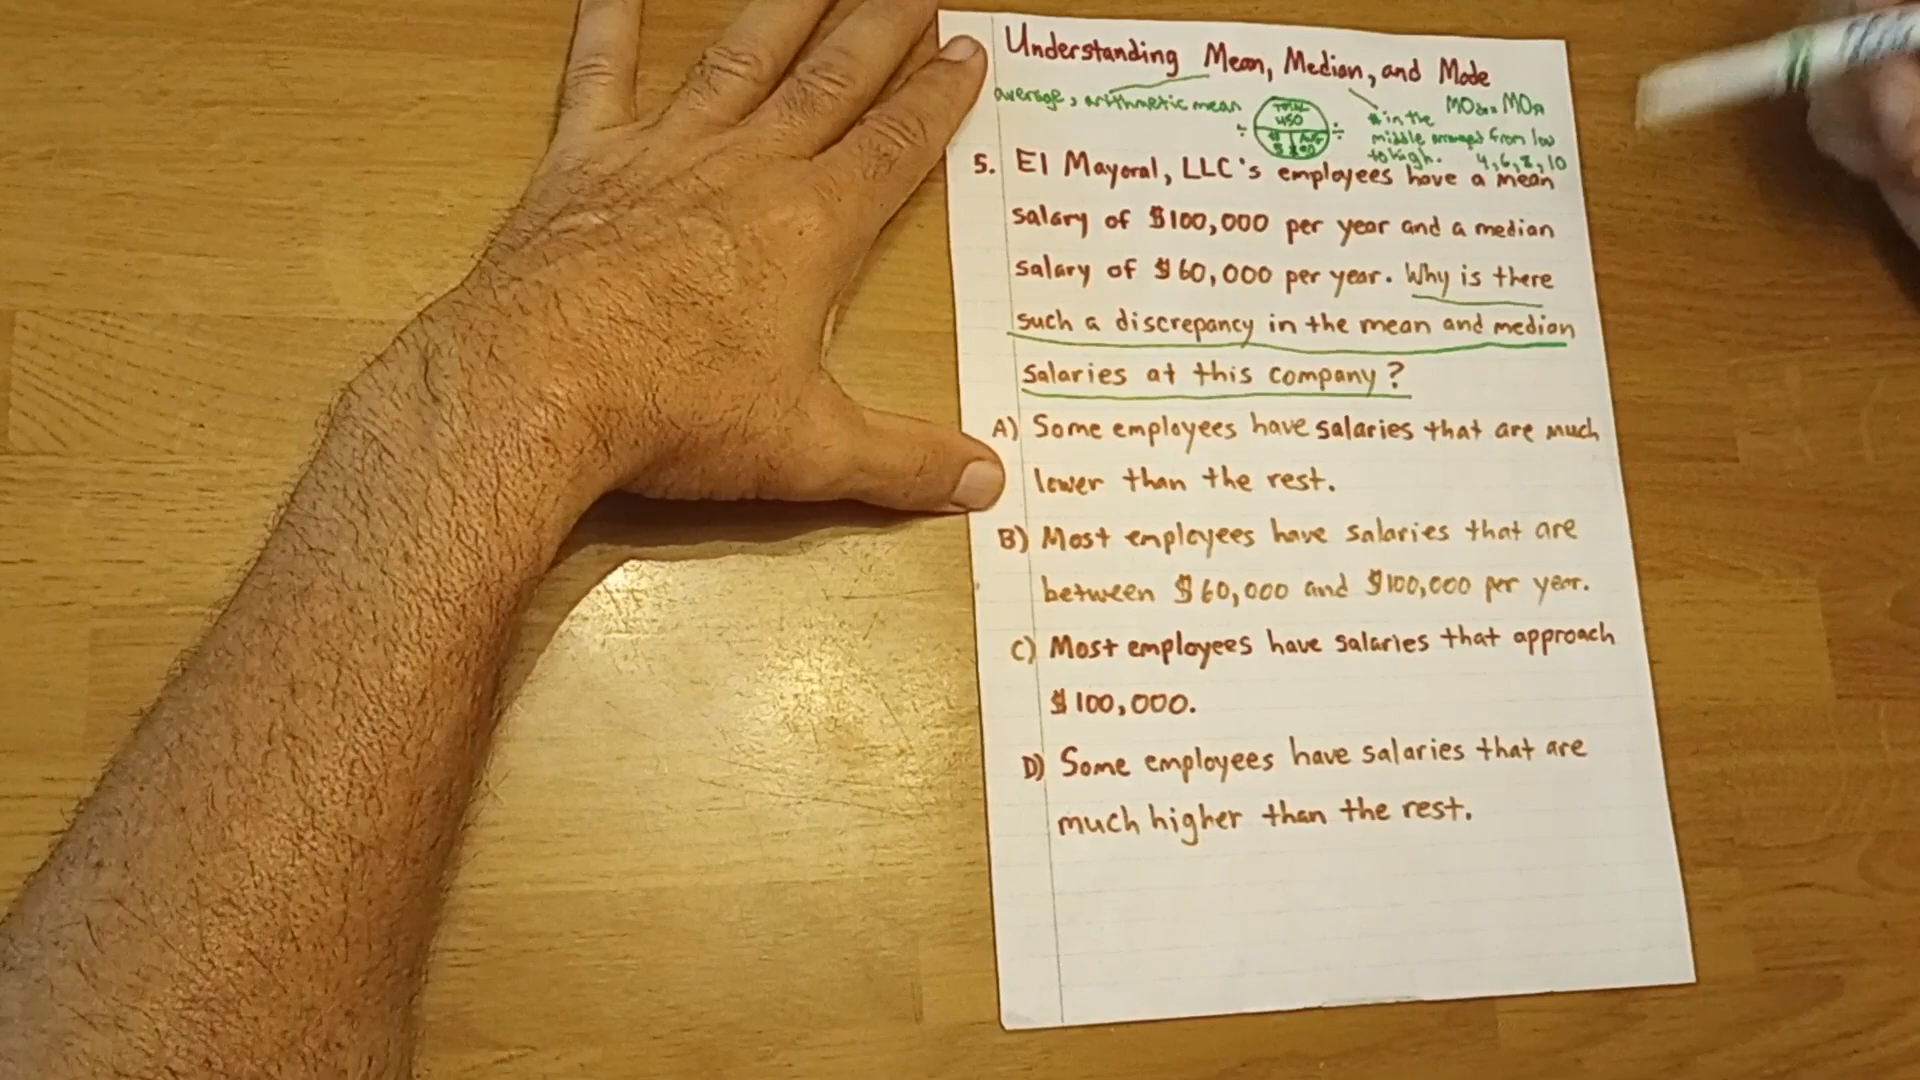 Understanding Mean, Median, and Mode
average, arithmetic mean
÷ Total 450 ÷
# in the
middle arranged from low
to high. 4, 6, 8, 10
5. El Mayoral, LLC's employees have a mean
salary of $100,000 per year and a median
salary of $60,000 per year. Why is there
such a discrepancy in the mean and median
salaries at this company?
A) Some employees have salaries that are much
lower than the rest.
B) Most employees have salaries that are
between $60,000 and $100,000 per year.
C) Most employees have salaries that approach
$100,000.
D) Some employees have salaries that are
much higher than the rest.